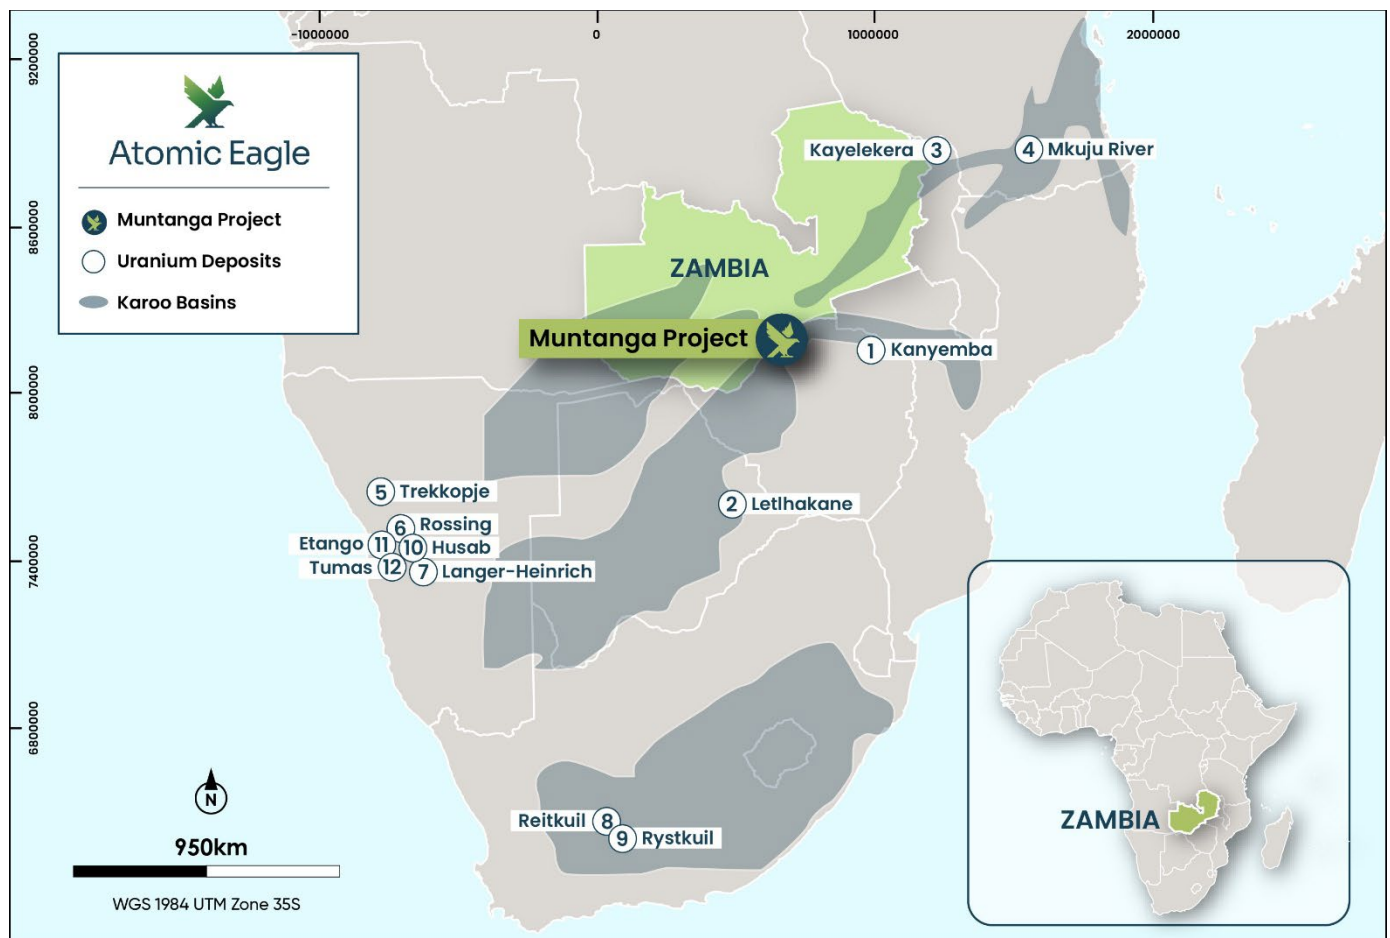 -1000000 0 1000000 2000000
9200000
8600000
8000000
7400000
6800000
Atomic Eagle
Muntanga Project
Uranium Deposits
Karoo Basins
Kayelekera 3
4 Mkuju River
ZAMBIA
Muntanga Project
1 Kanyemba
5 Trekkopje
2 Letlhakane
6 Rossing
Etango 11 10 Husab
Tumas 12 7 Langer-Heinrich
Reitkuil 8
9 Rystkuil
N
950km
WGS 1984 UTM Zone 35S
ZAMBIA